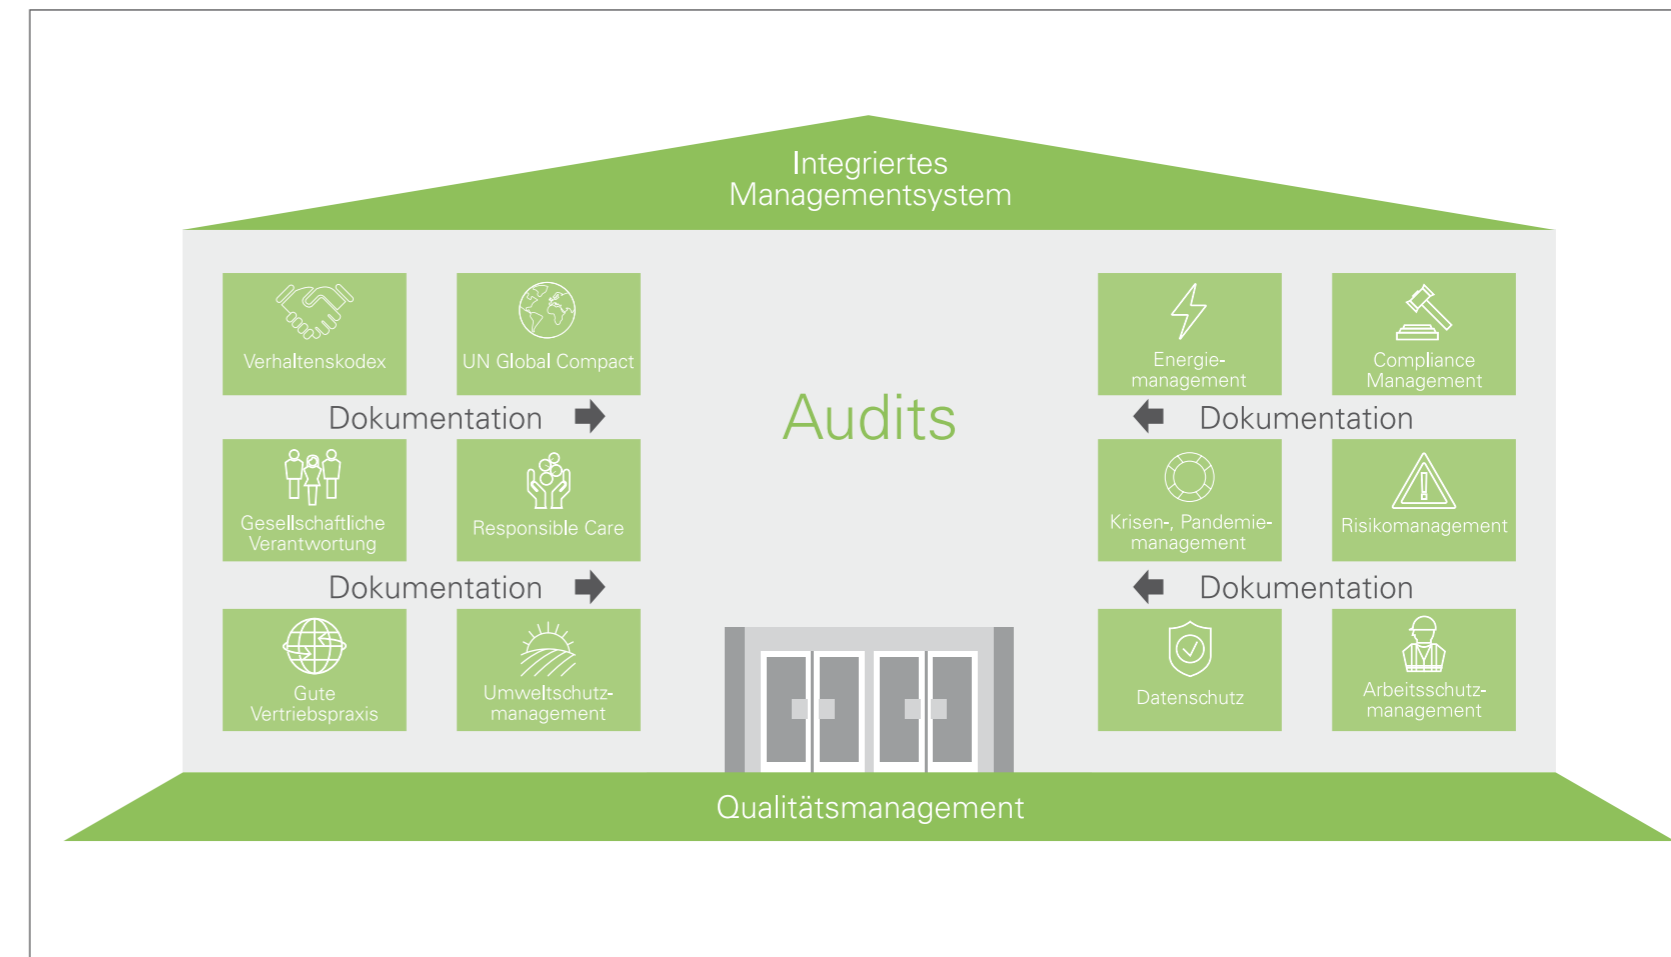 Integriertes
Managementsystem
Verhaltenskodex
UN Global Compact
Dokumentation
Gesellschaftliche
Verantwortung
Responsible Care
Dokumentation
Gute
Vertriebspraxis
Umweltschutz-
management
Audits
Energie-
management
Compliance
Management
Dokumentation
Krisen-, Pandemie-
management
Risikomanagement
Dokumentation
Datenschutz
Arbeitsschutz-
management
Qualitätsmanagement